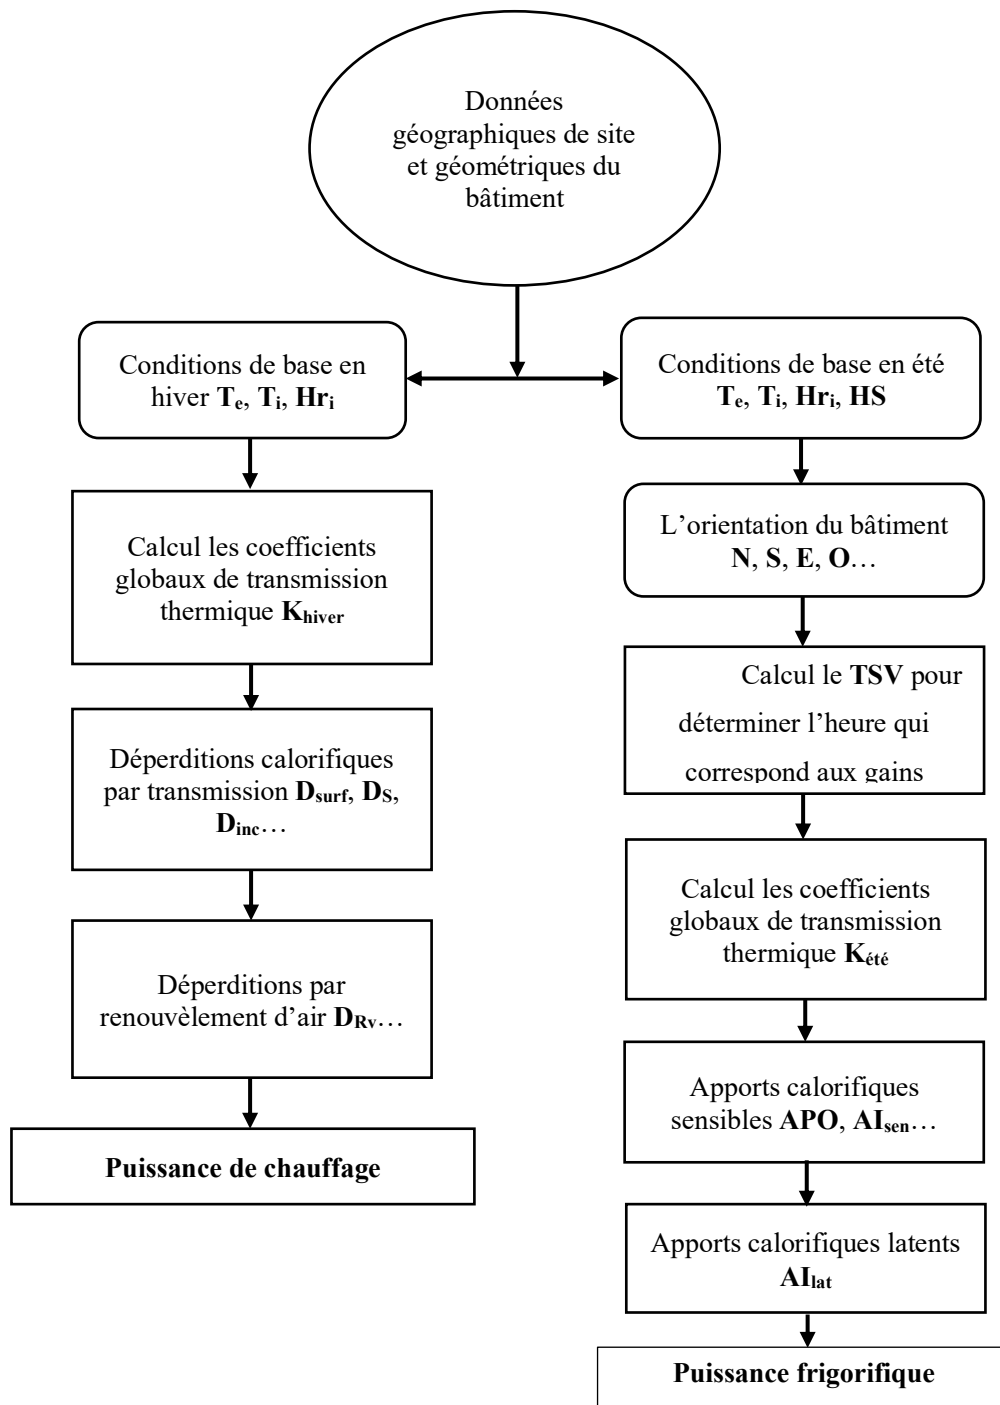 Données
géographiques de site
et géométriques du
bâtiment
Conditions de base en
hiver Te, Ti, Hri
Calcul les coefficients
globaux de transmission
thermique Khiver
Déperditions calorifiques
par transmission Dsurf, DS,
Dinc…
Déperditions par
renouvèlement d’air DRv…
Puissance de chauffage
Conditions de base en été
Te, Ti, Hri, HS
L’orientation du bâtiment
N, S, E, O…
Calcul le TSV pour
déterminer l’heure qui
correspond aux gains
Calcul les coefficients
globaux de transmission
thermique Kété
Apports calorifiques
sensibles APO, AIsen…
Apports calorifiques latents
AIlat
Puissance frigorifique